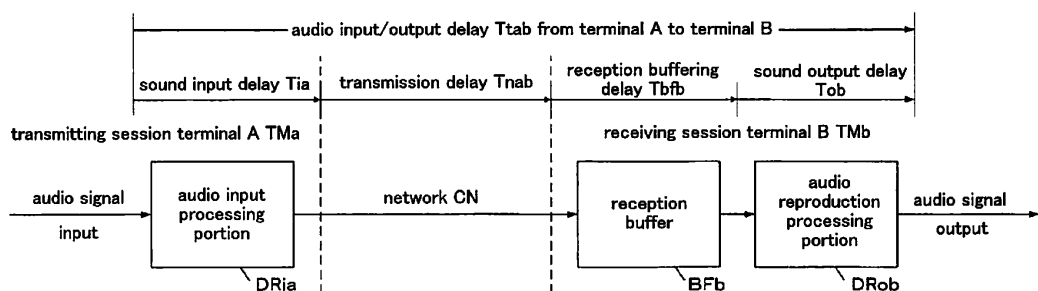 audio input/output delay Ttab from terminal A to terminal B
sound input delay Tia
transmission delay Tnab
reception buffering
delay Tbfb
sound output delay
Tob
transmitting session terminal A TMa
receiving session terminal B TMb
audio signal
input
audio input
processing
portion
network CN
reception
buffer
audio
reproduction
processing
portion
audio signal
output
DRia
BFb
DRob